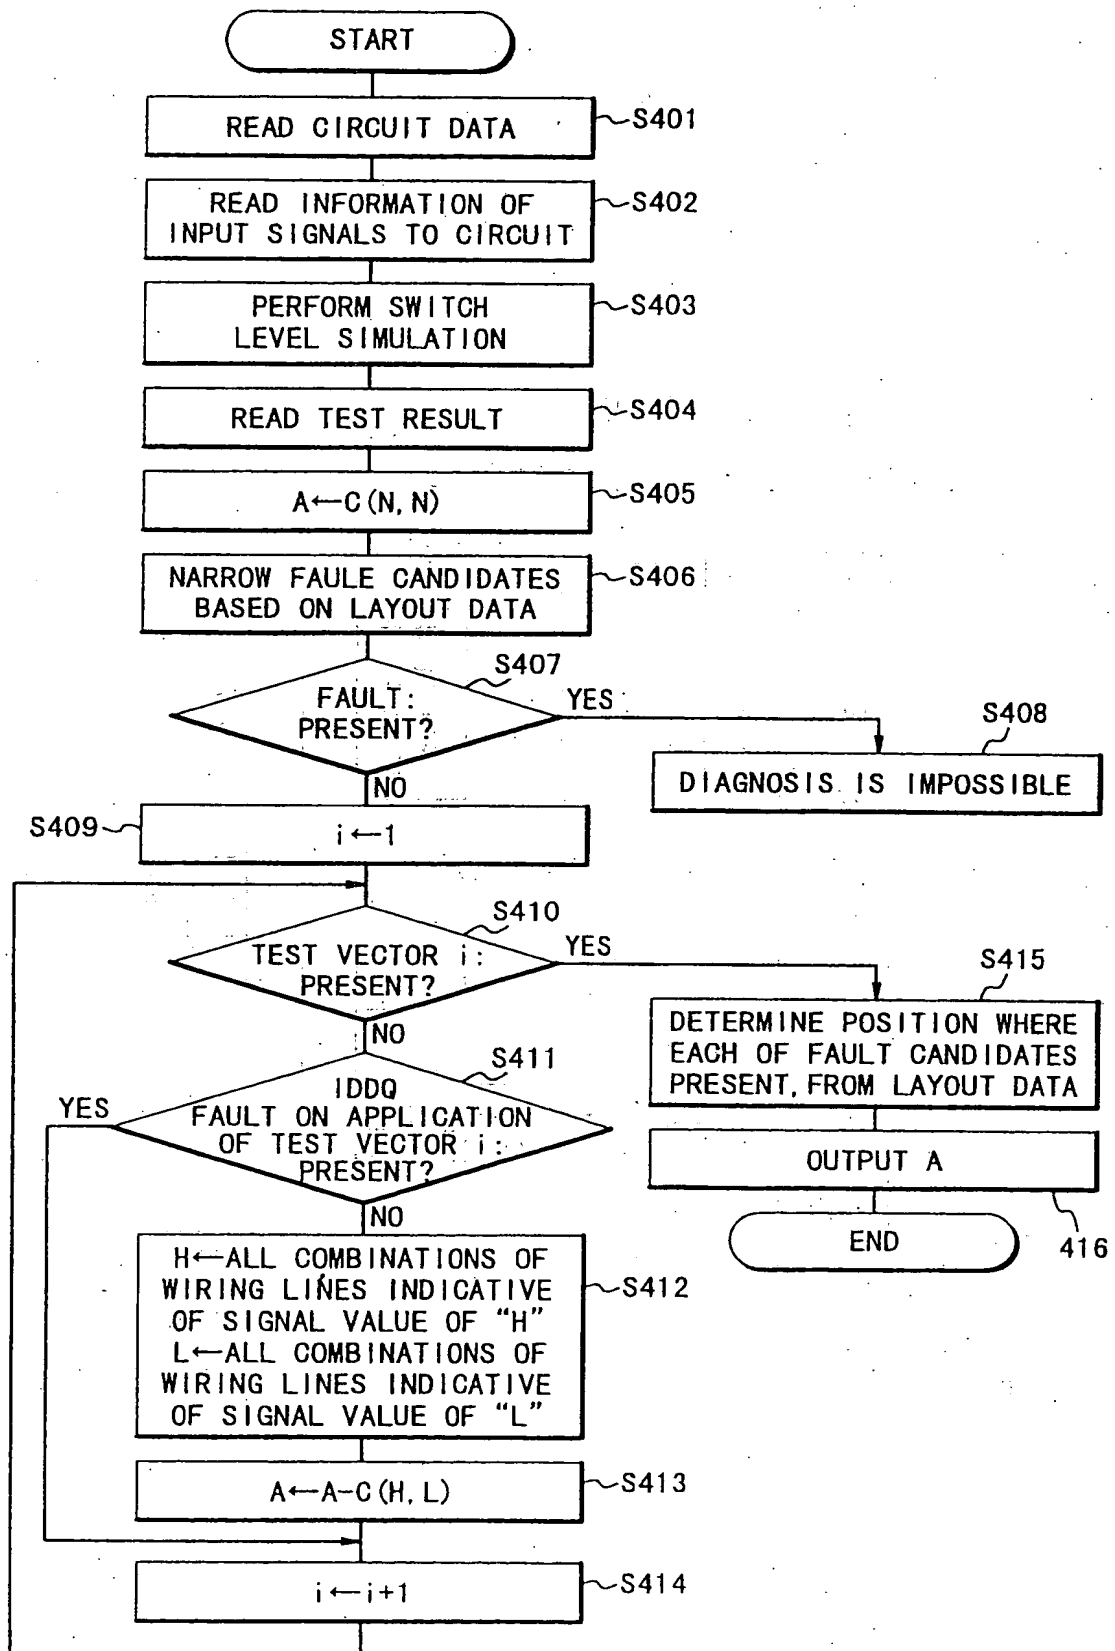 START
READ CIRCUIT DATA
S401
READ INFORMATION OF
INPUT SIGNALS TO CIRCUIT
S402
PERFORM SWITCH
LEVEL SIMULATION
S403
READ TEST RESULT
S404
A←C(N,N)
S405
NARROW FAULE CANDIDATES
BASED ON LAYOUT DATA
S406
S407
FAULT:
PRESENT?
YES
NO
S408
DIAGNOSIS IS IMPOSSIBLE
S409
i←1
S410
TEST VECTOR i:
PRESENT?
YES
NO
S415
DETERMINE POSITION WHERE
EACH OF FAULT CANDIDATES
PRESENT, FROM LAYOUT DATA
S411
IDDQ
FAULT ON APPLICATION
OF TEST VECTOR i:
PRESENT?
YES
NO
OUTPUT A
416
END
H←ALL COMBINATIONS OF
WIRING LINES INDICATIVE
OF SIGNAL VALUE OF “H”
L←ALL COMBINATIONS OF
WIRING LINES INDICATIVE
OF SIGNAL VALUE OF “L”
S412
A←A-C(H,L)
S413
i←i+1
S414